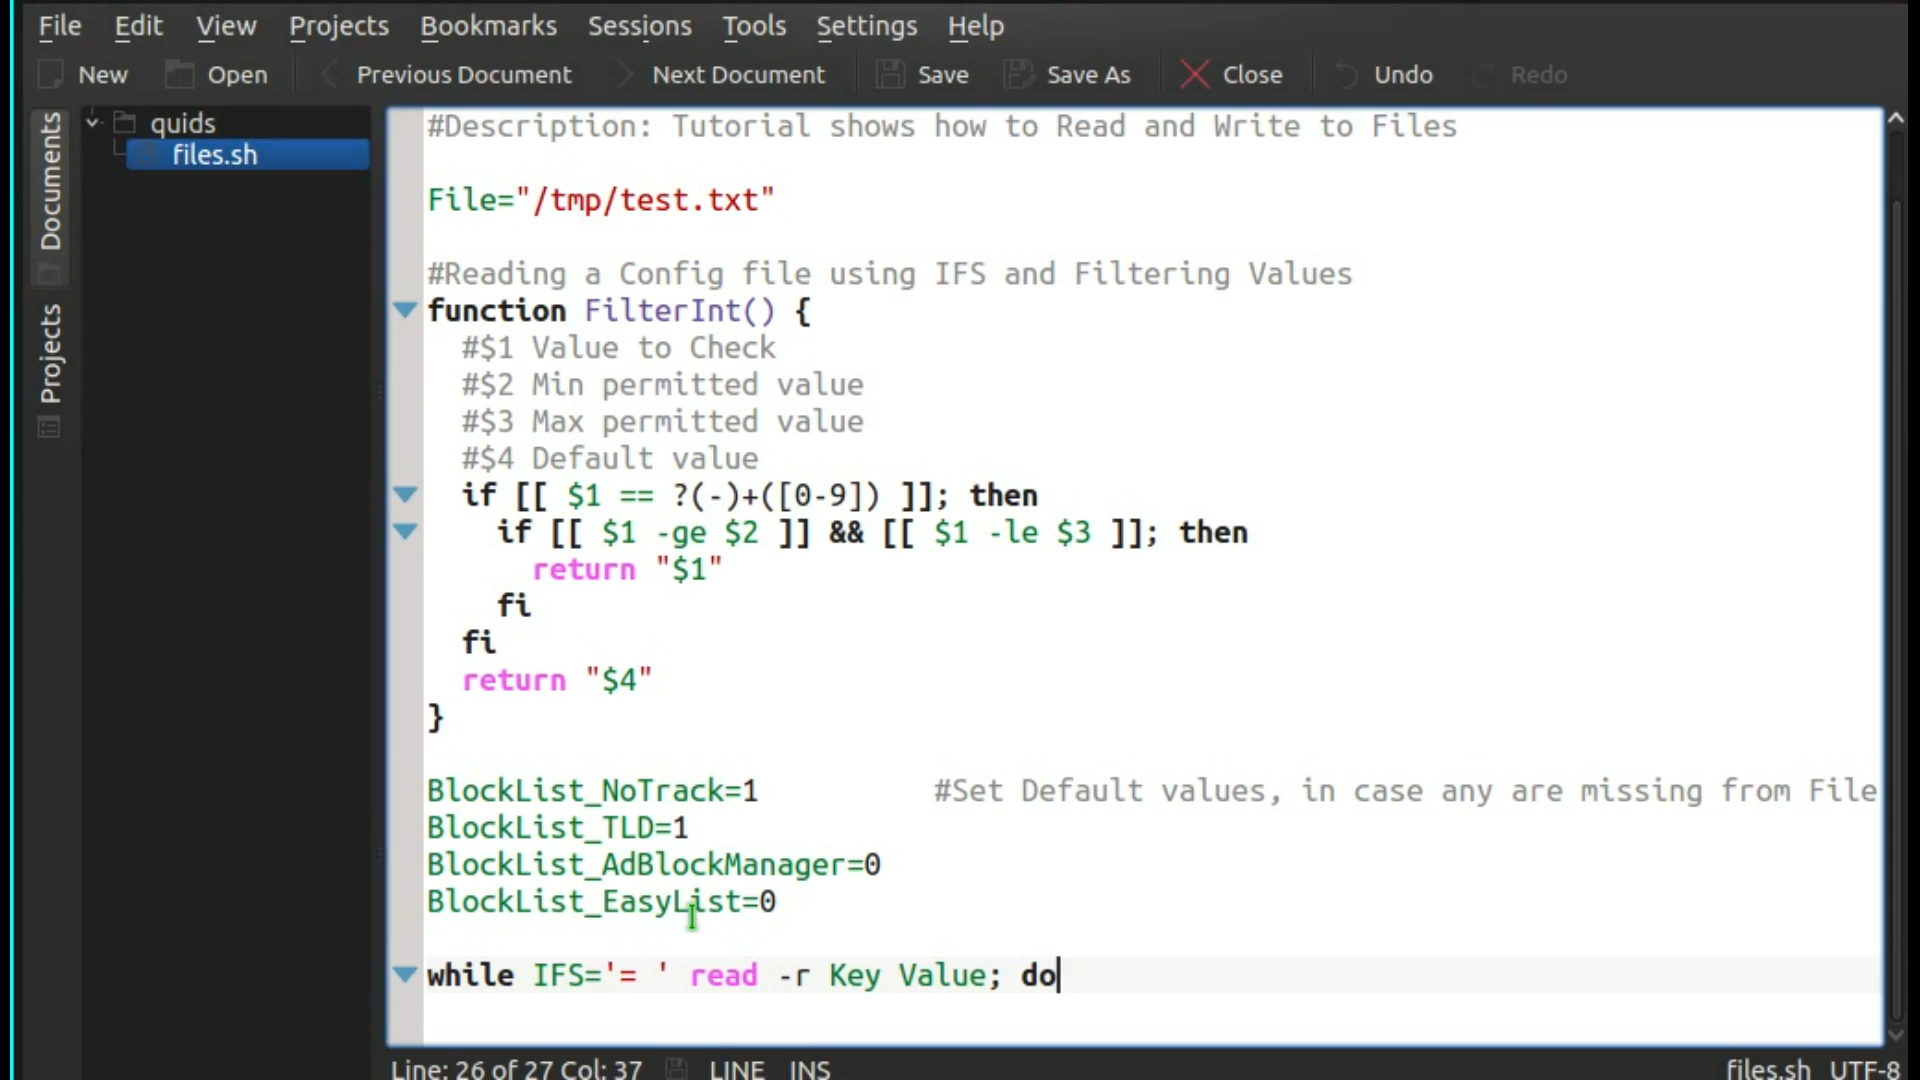 File Edit View Projects Bookmarks Sessions Tools Settings Help
New Open Previous Document Next Document Save Save As Close Undo Redo
Documents
Projects
quids
files.sh
#Description: Tutorial shows how to Read and Write to Files
File="/tmp/test.txt"
#Reading a Config file using IFS and Filtering Values
function FilterInt() {
#$1 Value to Check
#$2 Min permitted value
#$3 Max permitted value
#$4 Default value
if [[ $1 == ?(-)+([0-9]) ]]; then
if [[ $1 -ge $2 ]] && [[ $1 -le $3 ]]; then
return "$1"
fi
fi
return "$4"
}
BlockList_NoTrack=1 #Set Default values, in case any are missing from File
BlockList_TLD=1
BlockList_AdBlockManager=0
BlockList_EasyList=0
while IFS='= ' read -r Key Value; do
Line: 26 of 27 Col: 37 LINE INS files.sh UTF-8